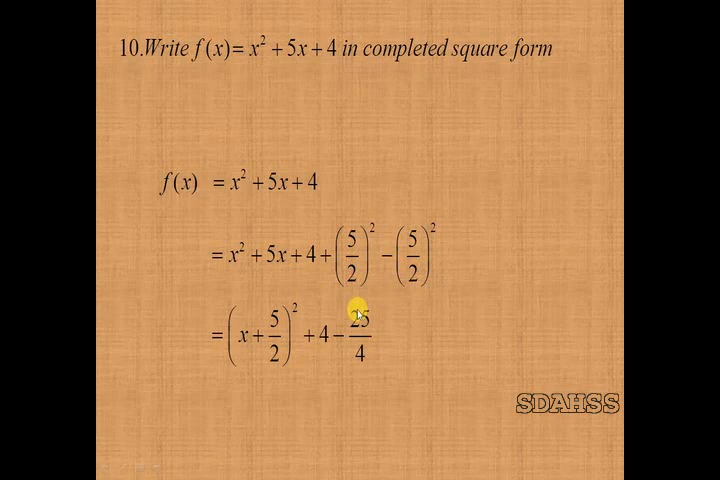 10.Write f(x)= x² + 5x + 4 in completed square form
f(x) = x² + 5x + 4
= x² + 5x + 4 + (5/2)² − (5/2)²
= (x + 5/2)² + 4 − 25/4
SDAHSS